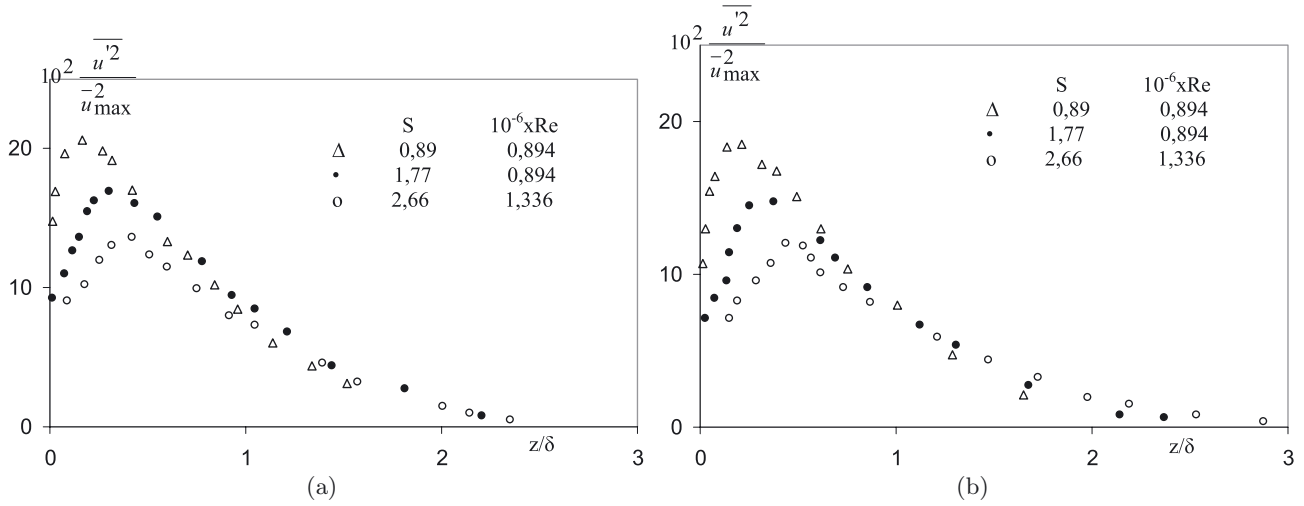 10² u'²
u²max
S 10⁻⁶xRe
Δ 0,89 0,894
• 1,77 0,894
o 2,66 1,336
20
10
0
z/δ
0 1 2 3
(a)
10² u'²
u²max
S 10⁻⁶xRe
Δ 0,89 0,894
• 1,77 0,894
o 2,66 1,336
20
10
0
z/δ
0 1 2 3
(b)